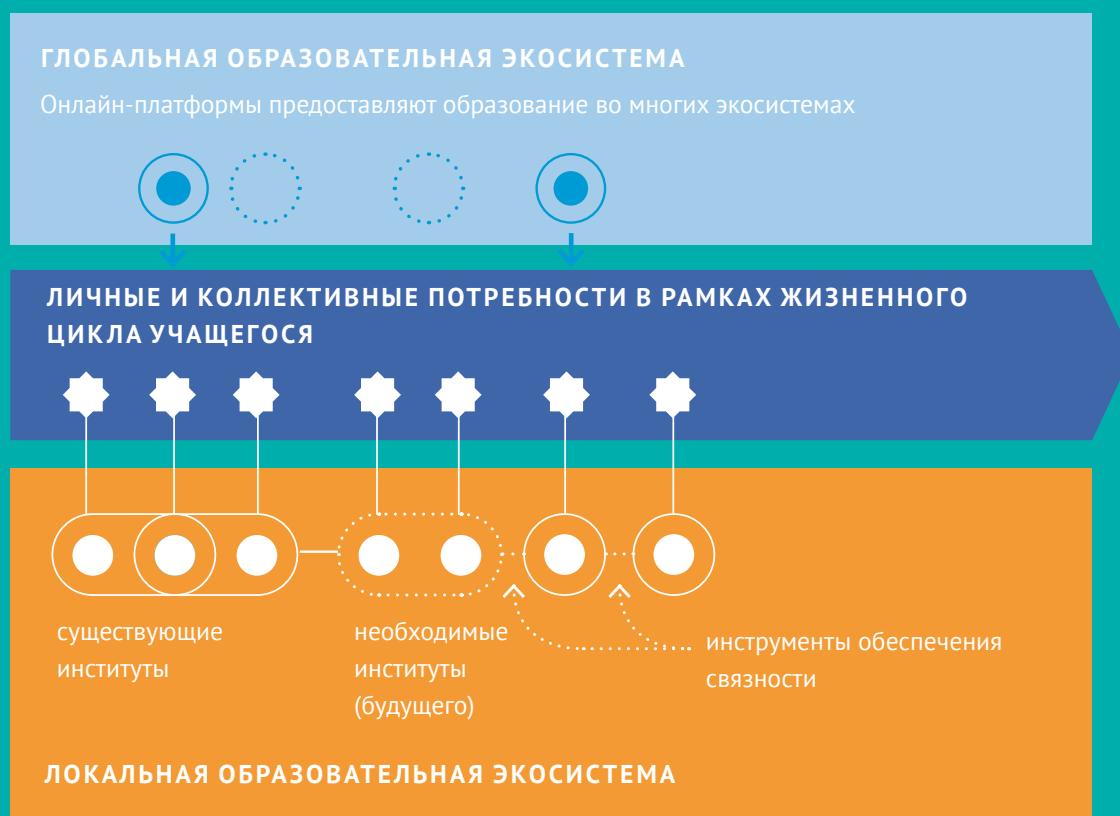 ГЛОБАЛЬНАЯ ОБРАЗОВАТЕЛЬНАЯ ЭКОСИСТЕМА
Онлайн-платформы предоставляют образование во многих экосистемах
ЛИЧНЫЕ И КОЛЛЕКТИВНЫЕ ПОТРЕБНОСТИ В РАМКАХ ЖИЗНЕННОГО
ЦИКЛА УЧАЩЕГОСЯ
существующие
институты
необходимые
институты
(будущего)
инструменты обеспечения
связности
ЛОКАЛЬНАЯ ОБРАЗОВАТЕЛЬНАЯ ЭКОСИСТЕМА